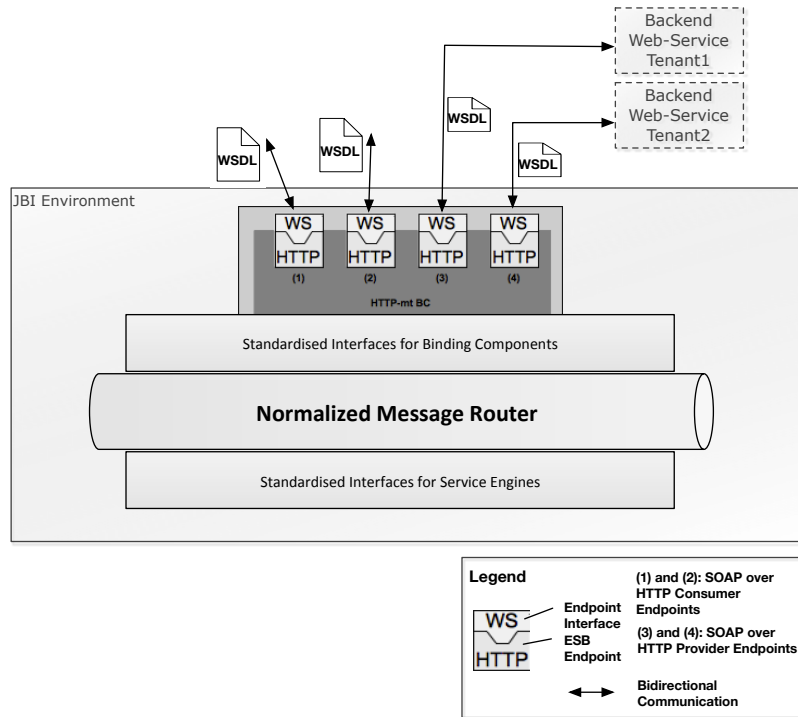 Backend
Web-Service
Tenant1
Backend
Web-Service
Tenant2
WSDL
WSDL
WSDL
WSDL
JBI Environment
WS
HTTP
(1)
WS
HTTP
(2)
WS
HTTP
(3)
WS
HTTP
(4)
HTTP-mt BC
Standardised Interfaces for Binding Components
Normalized Message Router
Standardised Interfaces for Service Engines
Legend
WS
HTTP
Endpoint
Interface
ESB
Endpoint
(1) and (2): SOAP over
HTTP Consumer
Endpoints
(3) and (4): SOAP over
HTTP Provider Endpoints
Bidirectional
Communication